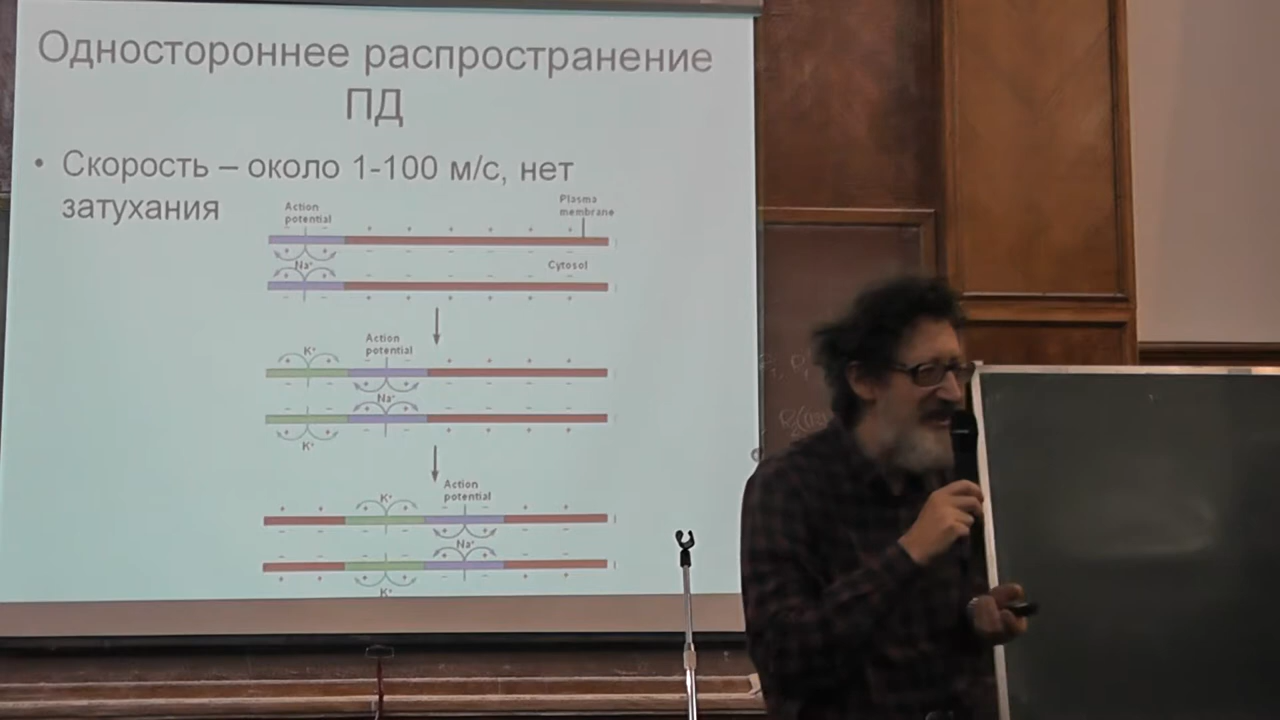 Одностороннее распространение
ПД
• Скорость – около 1-100 м/с, нет
затухания
Action
potential
Plasma
membrane
Na⁺
Cytosol
K⁺
Action
potential
Na⁺
K⁺
K⁺
Action
potential
Na⁺
K⁺